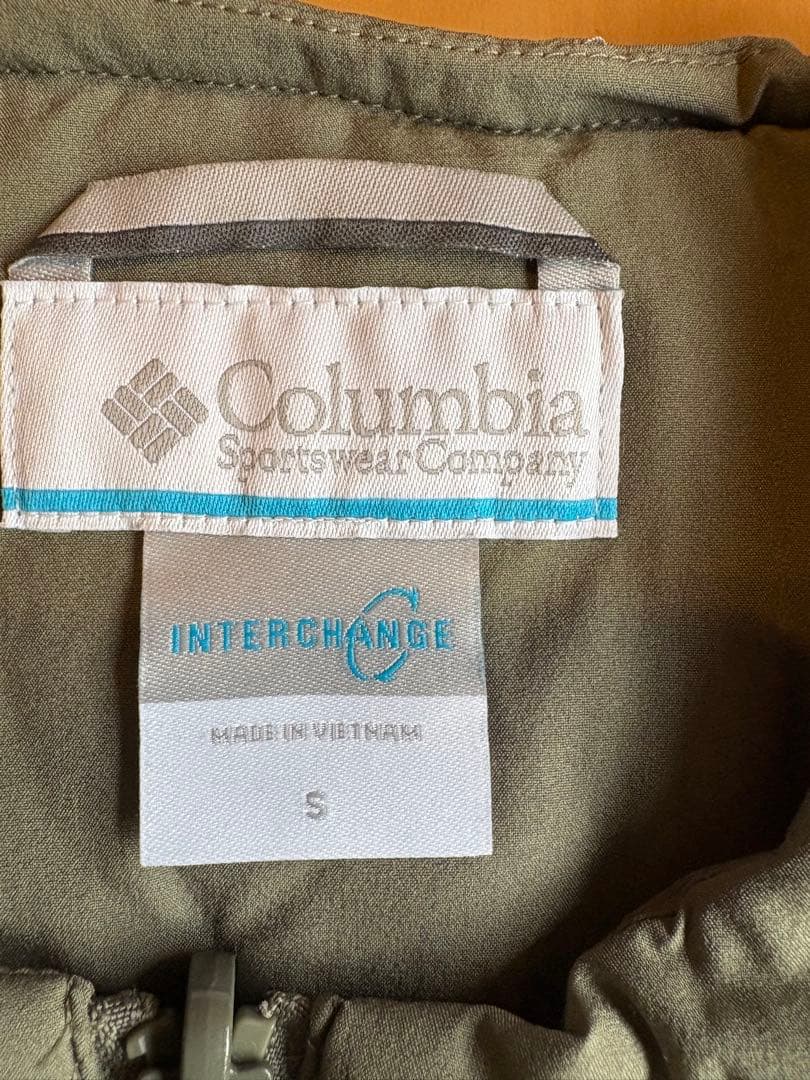 Columbia
Sportswear Company
INTERCHANGE
MADE IN VIETNAM
S